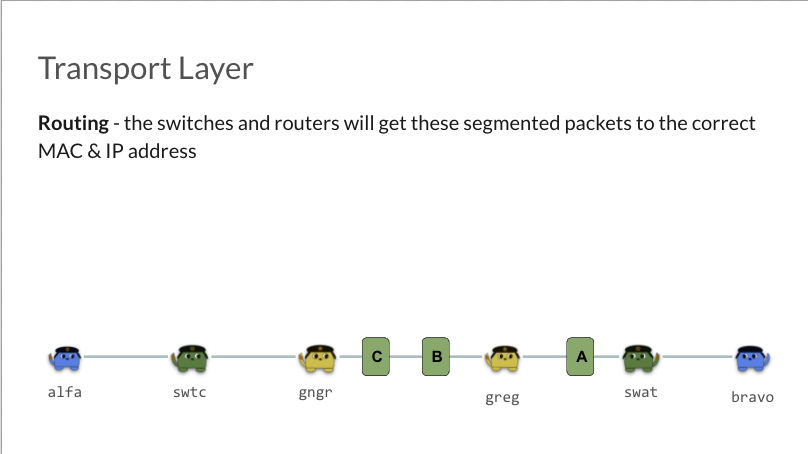 Transport Layer
Routing - the switches and routers will get these segmented packets to the correct
MAC & IP address
C B A
alfa swtc gngr greg swat bravo